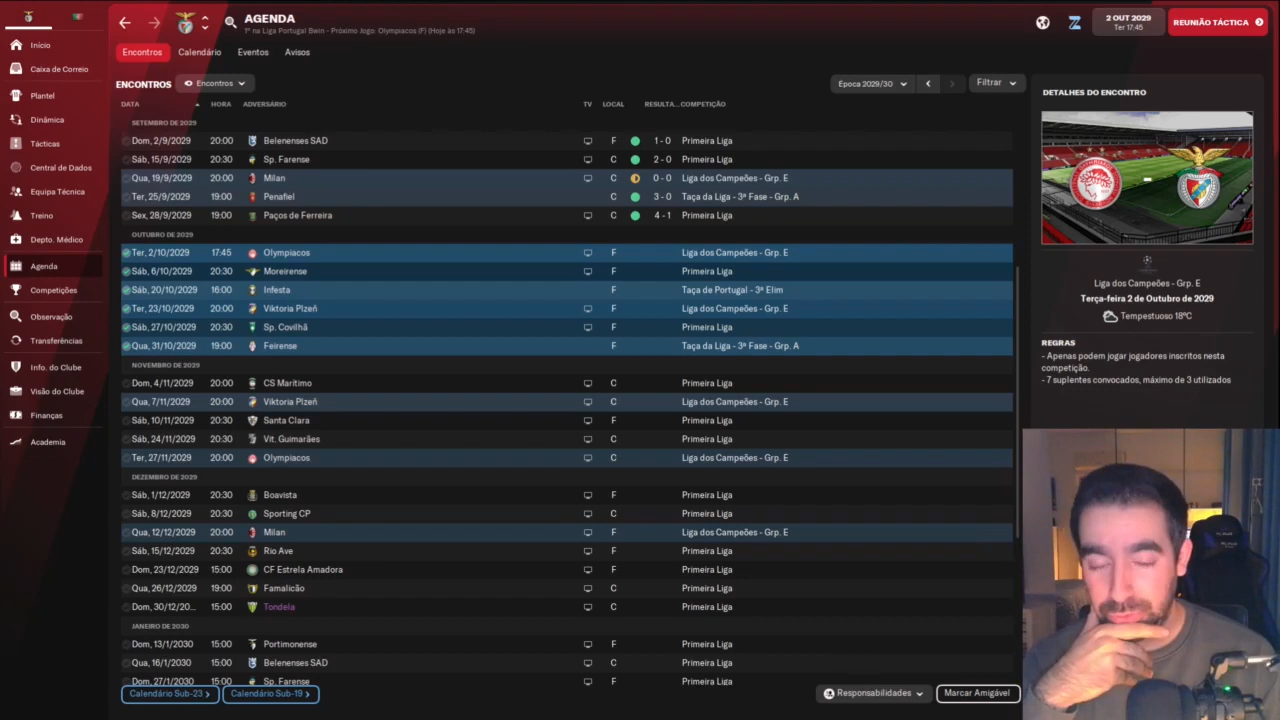 AGENDA
1º na Liga Portugal Bwin - Próximo Jogo: Olympiacos (F) (Hoje às 17:45)
2 OUT 2029
Ter 17:45
REUNIÃO TÁCTICA
Início
Caixa de Correio
Plantel
Dinâmica
Tácticas
Central de Dados
Equipa Técnica
Treino
Depto. Médico
Agenda
Competições
Observação
Transferências
Info. do Clube
Visão do Clube
Finanças
Academia
Encontros Calendário Eventos Avisos
ENCONTROS Encontros Época 2029/30 Filtrar
DATA HORA ADVERSÁRIO TV LOCAL RESULTA... COMPETIÇÃO
SETEMBRO DE 2029
Dom, 2/9/2029 20:00 Belenenses SAD F 1 - 0 Primeira Liga
Sáb, 15/9/2029 20:30 Sp. Farense C 2 - 0 Primeira Liga
Qua, 19/9/2029 20:00 Milan C 0 - 0 Liga dos Campeões - Grp. E
Ter, 25/9/2029 19:00 Penafiel C 3 - 0 Taça da Liga - 3ª Fase - Grp. A
Sex, 28/9/2029 19:00 Paços de Ferreira C 4 - 1 Primeira Liga
OUTUBRO DE 2029
Ter, 2/10/2029 17:45 Olympiacos F Liga dos Campeões - Grp. E
Sáb, 6/10/2029 20:30 Moreirense F Primeira Liga
Sáb, 20/10/2029 16:00 Infesta F Taça de Portugal - 3ª Elim
Ter, 23/10/2029 20:00 Viktoria Plzeň F Liga dos Campeões - Grp. E
Sáb, 27/10/2029 20:30 Sp. Covilhã F Primeira Liga
Qua, 31/10/2029 19:00 Feirense F Taça da Liga - 3ª Fase - Grp. A
NOVEMBRO DE 2029
Dom, 4/11/2029 20:00 CS Marítimo C Primeira Liga
Qua, 7/11/2029 20:00 Viktoria Plzeň C Liga dos Campeões - Grp. E
Sáb, 10/11/2029 20:30 Santa Clara F Primeira Liga
Sáb, 24/11/2029 20:30 Vit. Guimarães C Primeira Liga
Ter, 27/11/2029 20:00 Olympiacos C Liga dos Campeões - Grp. E
DEZEMBRO DE 2029
Sáb, 1/12/2029 20:30 Boavista F Primeira Liga
Sáb, 8/12/2029 20:30 Sporting CP C Primeira Liga
Qua, 12/12/2029 20:00 Milan F Liga dos Campeões - Grp. E
Sáb, 15/12/2029 20:30 Rio Ave F Primeira Liga
Dom, 23/12/2029 15:00 CF Estrela Amadora F Primeira Liga
Qua, 26/12/2029 19:00 Famalicão C Primeira Liga
Dom, 30/12/20... 15:00 Tondela C Primeira Liga
JANEIRO DE 2030
Dom, 13/1/2030 15:00 Portimonense F Primeira Liga
Qua, 16/1/2030 15:00 Belenenses SAD C Primeira Liga
Dom, 27/1/2030 15:00 Sp. Farense F Primeira Liga
Calendário Sub-23 Calendário Sub-19 Responsabilidades Marcar Amigável
DETALHES DO ENCONTRO
Liga dos Campeões - Grp. E
Terça-feira 2 de Outubro de 2029
Tempestuoso 18ºC
REGRAS
- Apenas podem jogar jogadores inscritos nesta
competição.
- 7 suplentes convocados, máximo de 3 utilizados